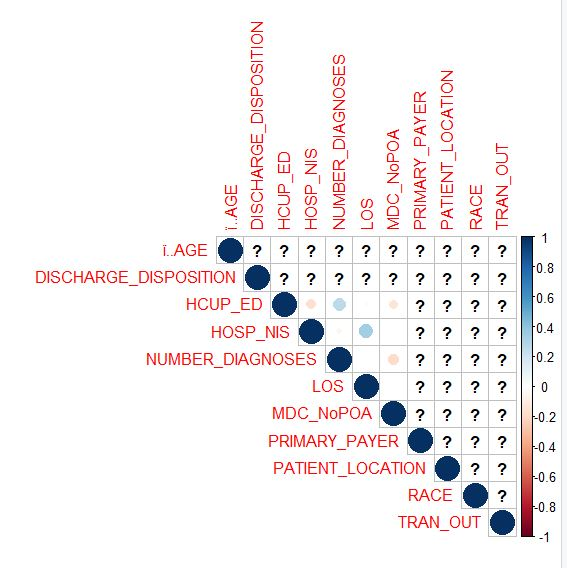 ï..AGE
DISCHARGE_DISPOSITION
HCUP_ED
HOSP_NIS
NUMBER_DIAGNOSES
LOS
MDC_NoPOA
PRIMARY_PAYER
PATIENT_LOCATION
RACE
TRAN_OUT
ï..AGE ? ? ? ? ? ? ? ? ? ?
DISCHARGE_DISPOSITION ? ? ? ? ? ? ? ? ?
HCUP_ED ? ? ? ?
HOSP_NIS ? ? ? ?
NUMBER_DIAGNOSES ? ? ? ?
LOS ? ? ? ?
MDC_NoPOA ? ? ? ?
PRIMARY_PAYER ? ? ?
PATIENT_LOCATION ? ?
RACE ?
TRAN_OUT
1
0.8
0.6
0.4
0.2
0
-0.2
-0.4
-0.6
-0.8
-1